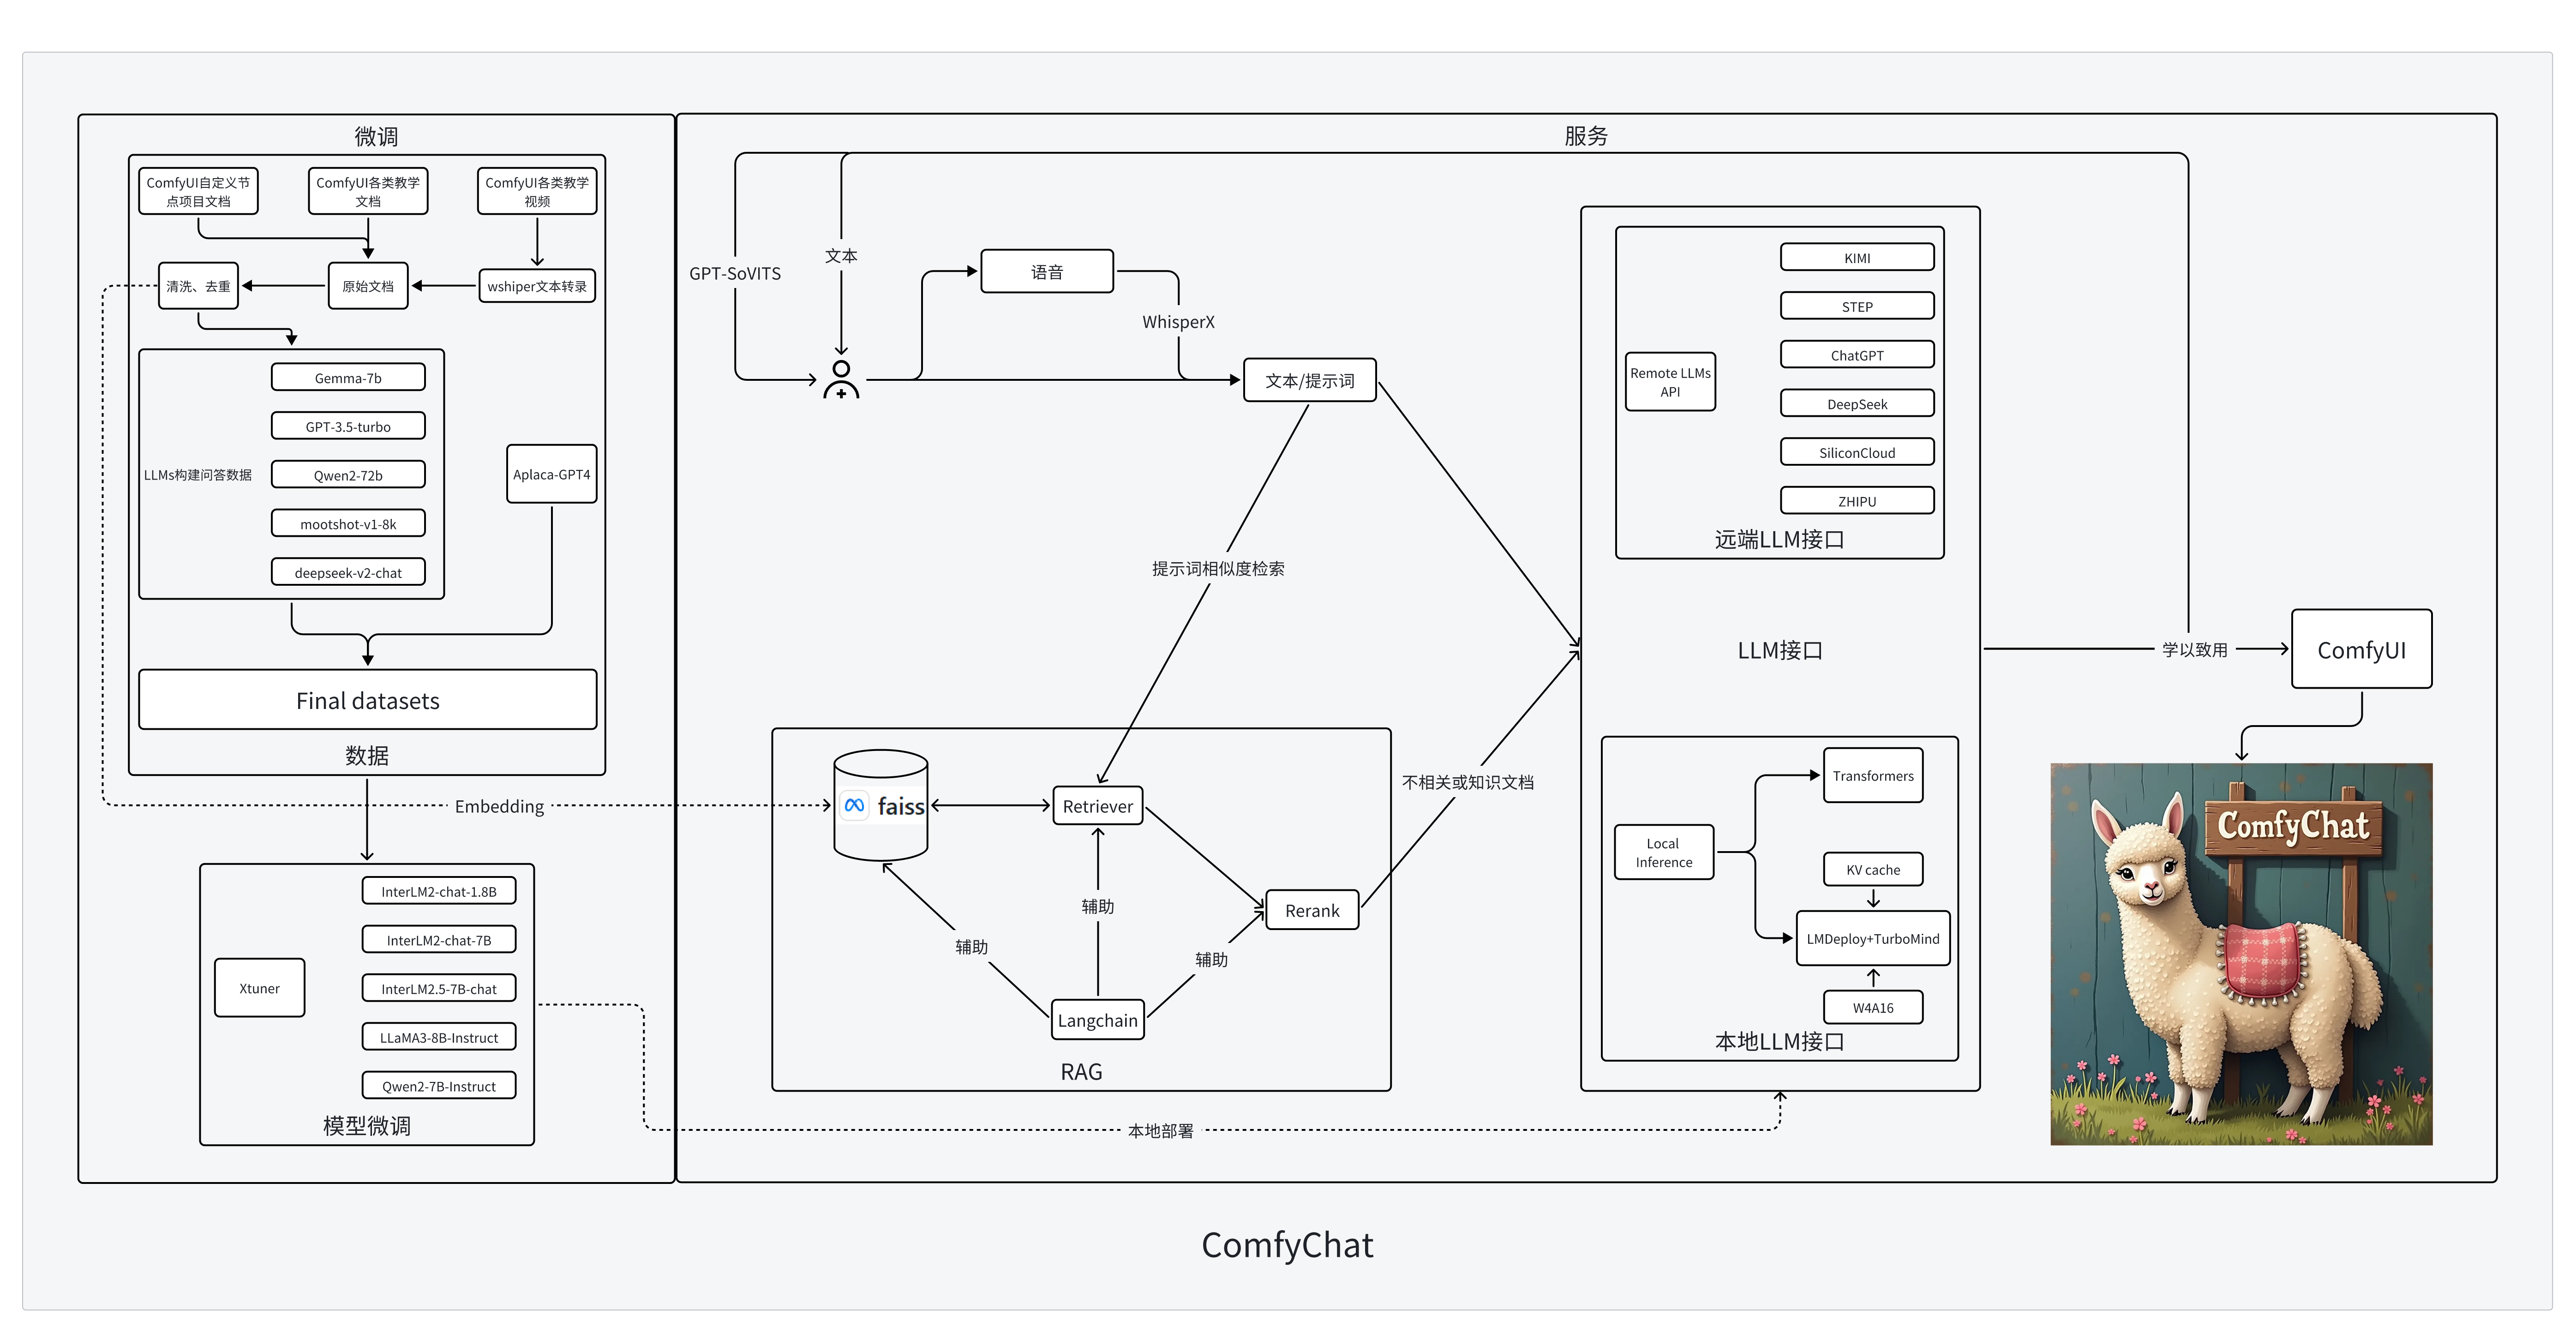 微调
ComfyUI自定义节
点项目文档
ComfyUI各类教学
文档
ComfyUI各类教学
视频
清洗、去重
原始文档
wshiper文本转录
LLMs构建问答数据
Gemma-7b
GPT-3.5-turbo
Qwen2-72b
mootshot-v1-8k
deepseek-v2-chat
Aplaca-GPT4
Final datasets
数据
Embedding
Xtuner
InterLM2-chat-1.8B
InterLM2-chat-7B
InterLM2.5-7B-chat
LLaMA3-8B-Instruct
Qwen2-7B-Instruct
模型微调
服务
GPT-SoVITS
文本
语音
WhisperX
文本/提示词
提示词相似度检索
faiss
Retriever
Rerank
辅助
辅助
辅助
Langchain
RAG
不相关或知识文档
本地部署
Remote LLMs
API
KIMI
STEP
ChatGPT
DeepSeek
SiliconCloud
ZHIPU
远端LLM接口
LLM接口
Local
Inference
Transformers
KV cache
LMDeploy+TurboMind
W4A16
本地LLM接口
学以致用
ComfyUI
ComfyChat
ComfyChat